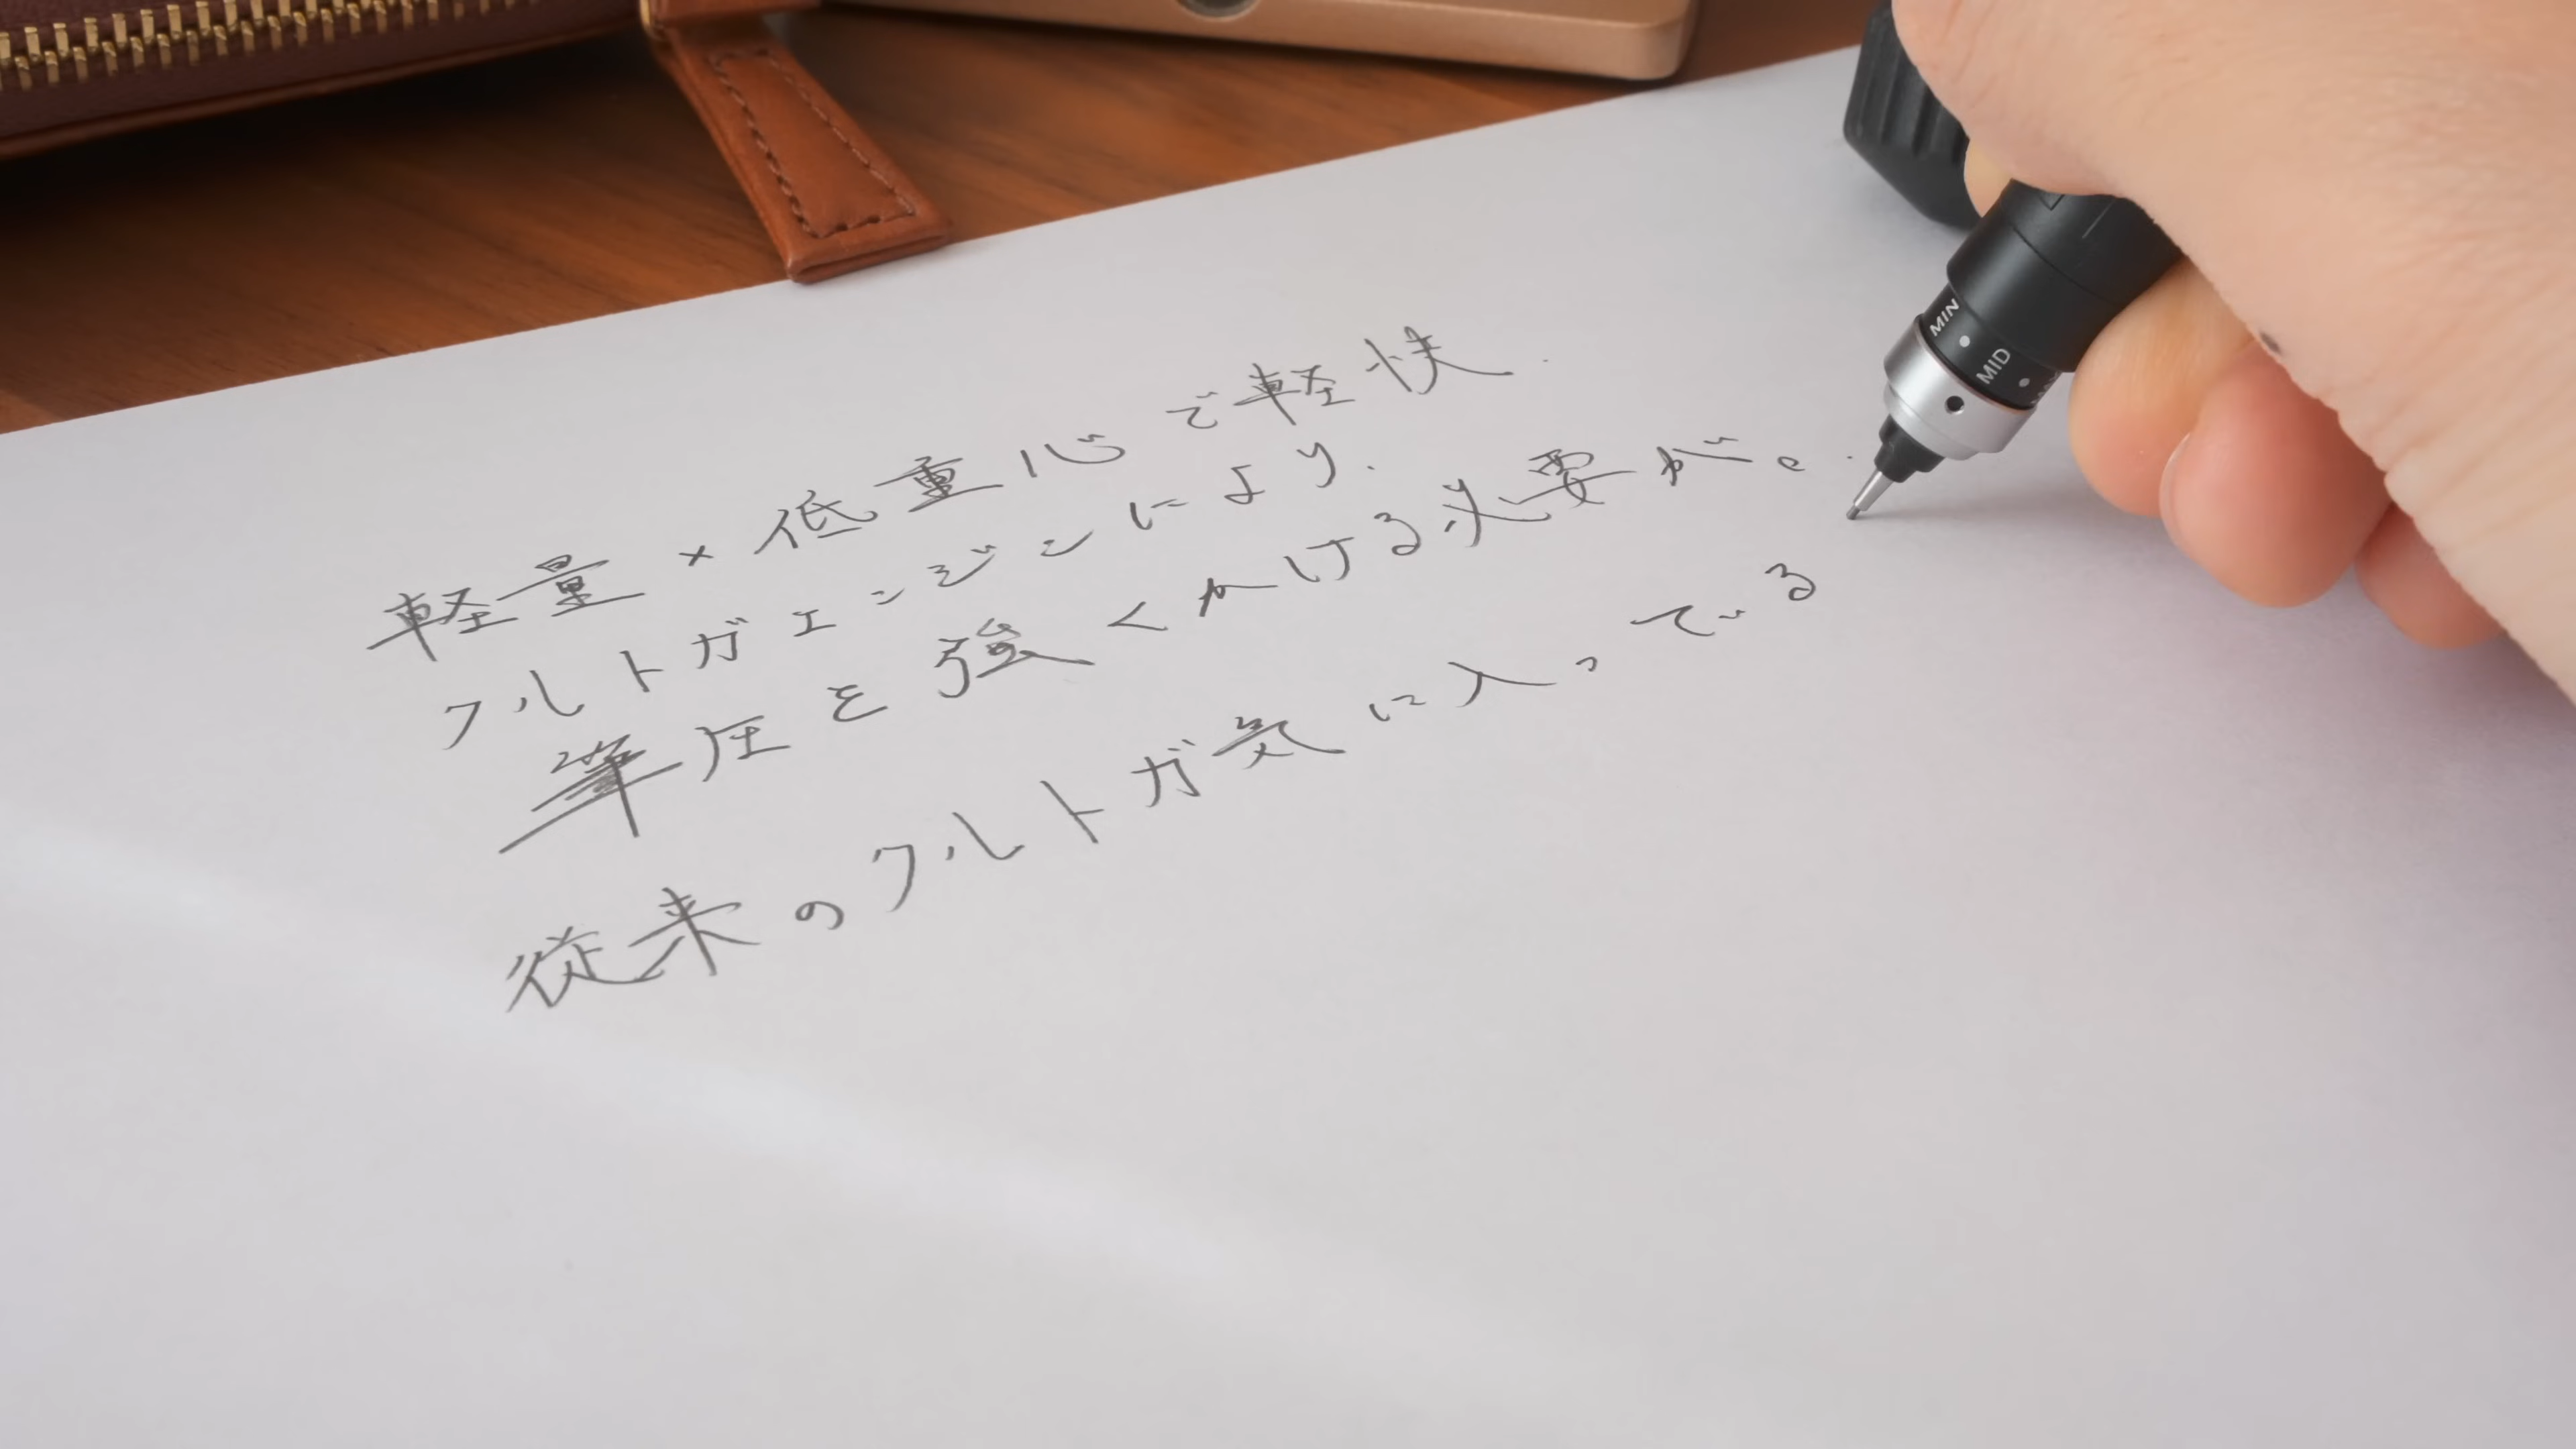 軽量×低重心で軽快.
クルトガエンジンにより.
筆圧を強くかける必要が。.
従来のクルトガ気に入っている
MIN
MID